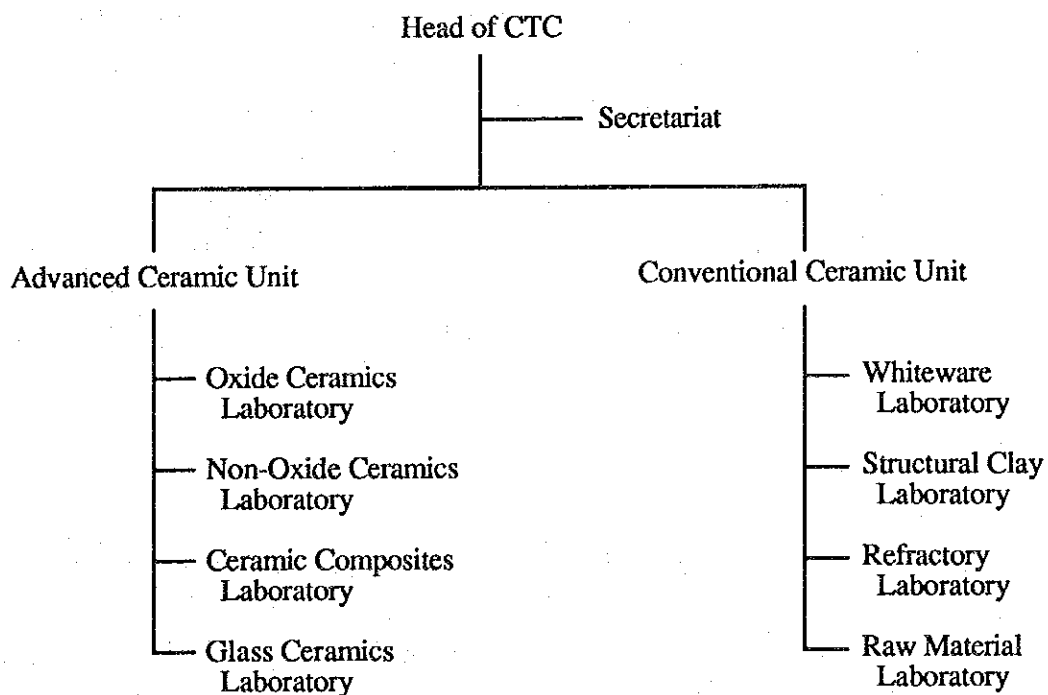 Head of CTC
Secretariat
Advanced Ceramic Unit
Oxide Ceramics
Laboratory
Non-Oxide Ceramics
Laboratory
Ceramic Composites
Laboratory
Glass Ceramics
Laboratory
Conventional Ceramic Unit
Whiteware
Laboratory
Structural Clay
Laboratory
Refractory
Laboratory
Raw Material
Laboratory